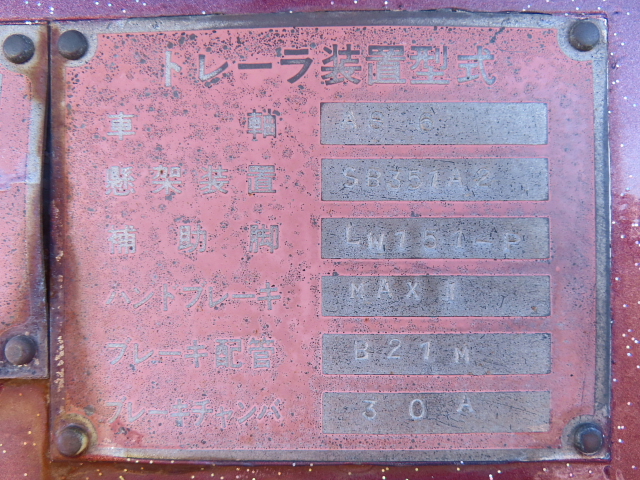 トレーラ装置型式
車軸
懸架装置 SB351A2
補助脚 LW151-P
ハンドブレーキ MAXⅡ
ブレーキ配管 B21M
ブレーキチャンバ 30A